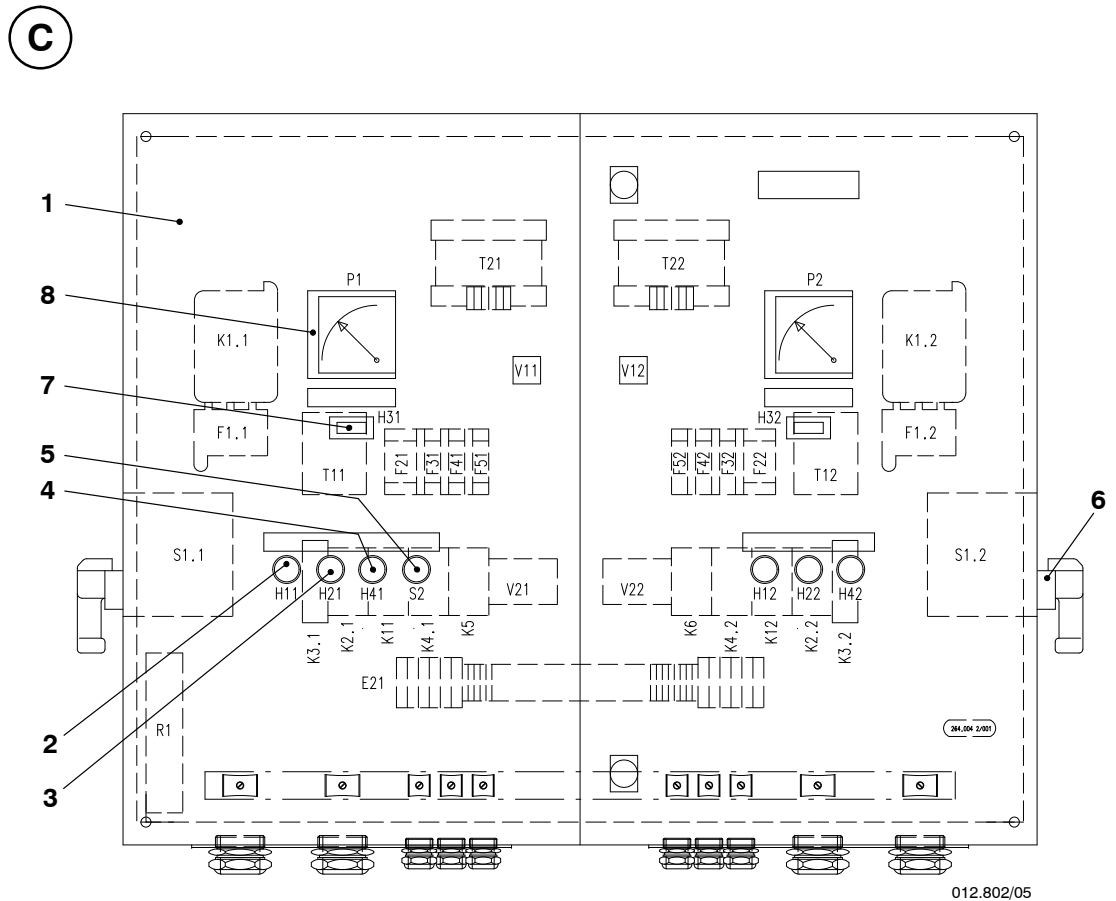 C
1
T21
T22
P1
P2
8
K1.1
K1.2
V11
V12
7
H31
H32
F1.1
F1.2
5
F21
F31
F41
F51
F52
F42
F32
F22
T11
T12
4
6
S1.1
S1.2
H11
H21
H41
S2
V21
V22
H12
H22
H42
K3.1
K2.1
K11
K4.1
K5
K6
K4.2
K12
K2.2
K3.2
E21
R1
2
264.004 2/001
3
012.802/05